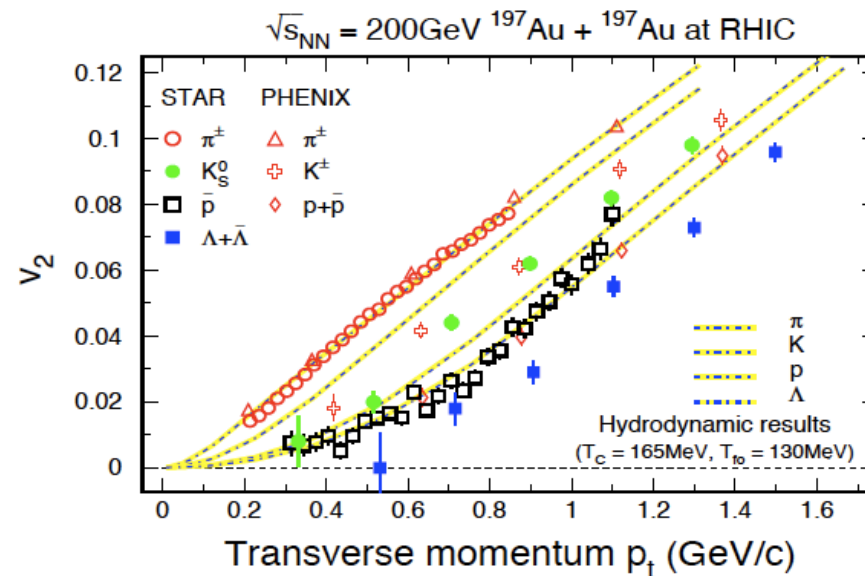 √sNN = 200GeV ¹⁹⁷Au + ¹⁹⁷Au at RHIC
STAR PHENIX
π± π±
K⁰S K±
p̄ p+p̄
Λ+Λ̄
0.12
0.1
0.08
0.06
0.04
0.02
0
v₂
π
K
p
Λ
Hydrodynamic results
(TC = 165MeV, Tfo = 130MeV)
0 0.2 0.4 0.6 0.8 1 1.2 1.4 1.6
Transverse momentum pt (GeV/c)